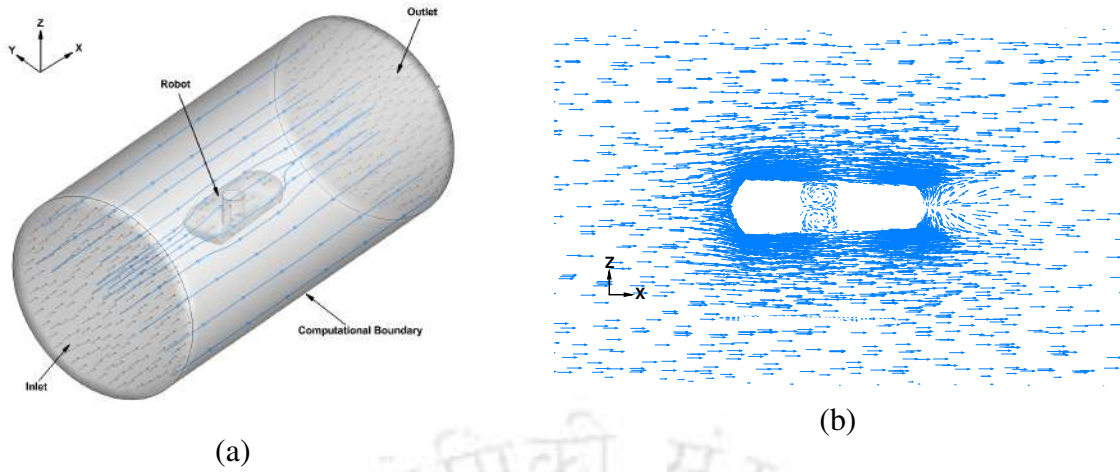 Z
Y
X
Outlet
Robot
Computational Boundary
Inlet
(a)
Z
X
(b)